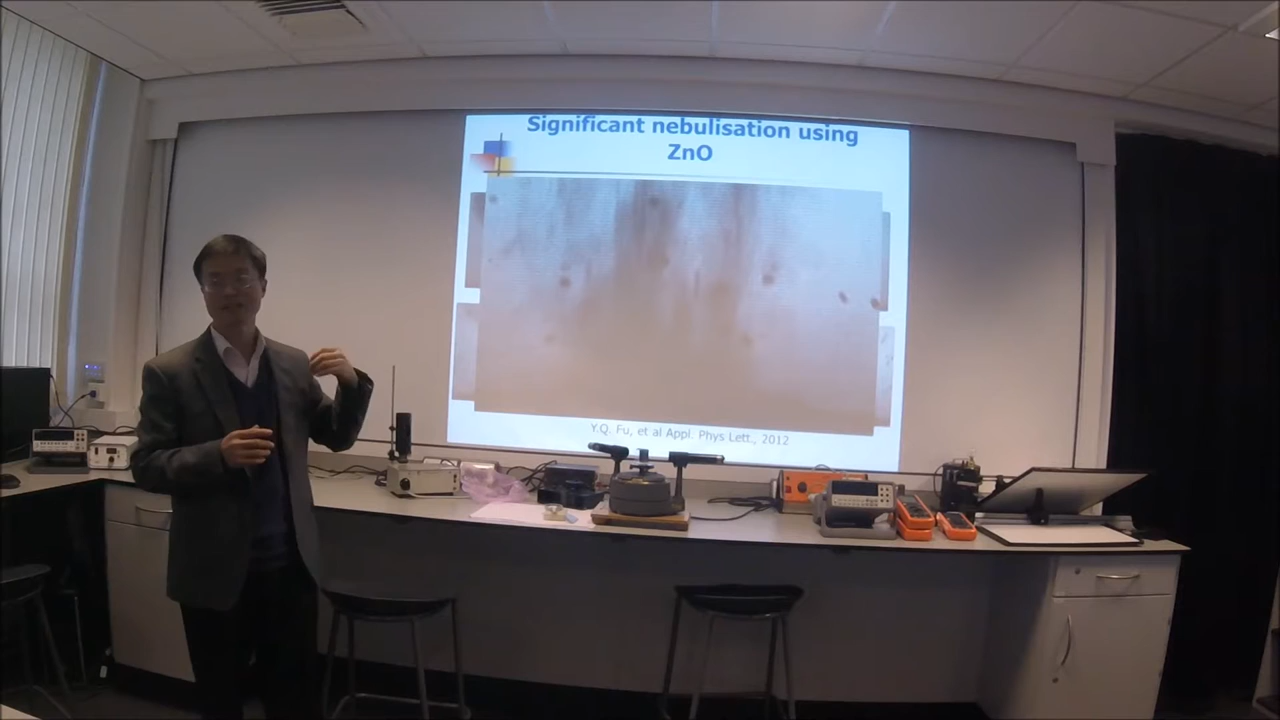 Significant nebulisation using
ZnO
Y.Q. Fu, et al Appl. Phys Lett., 2012